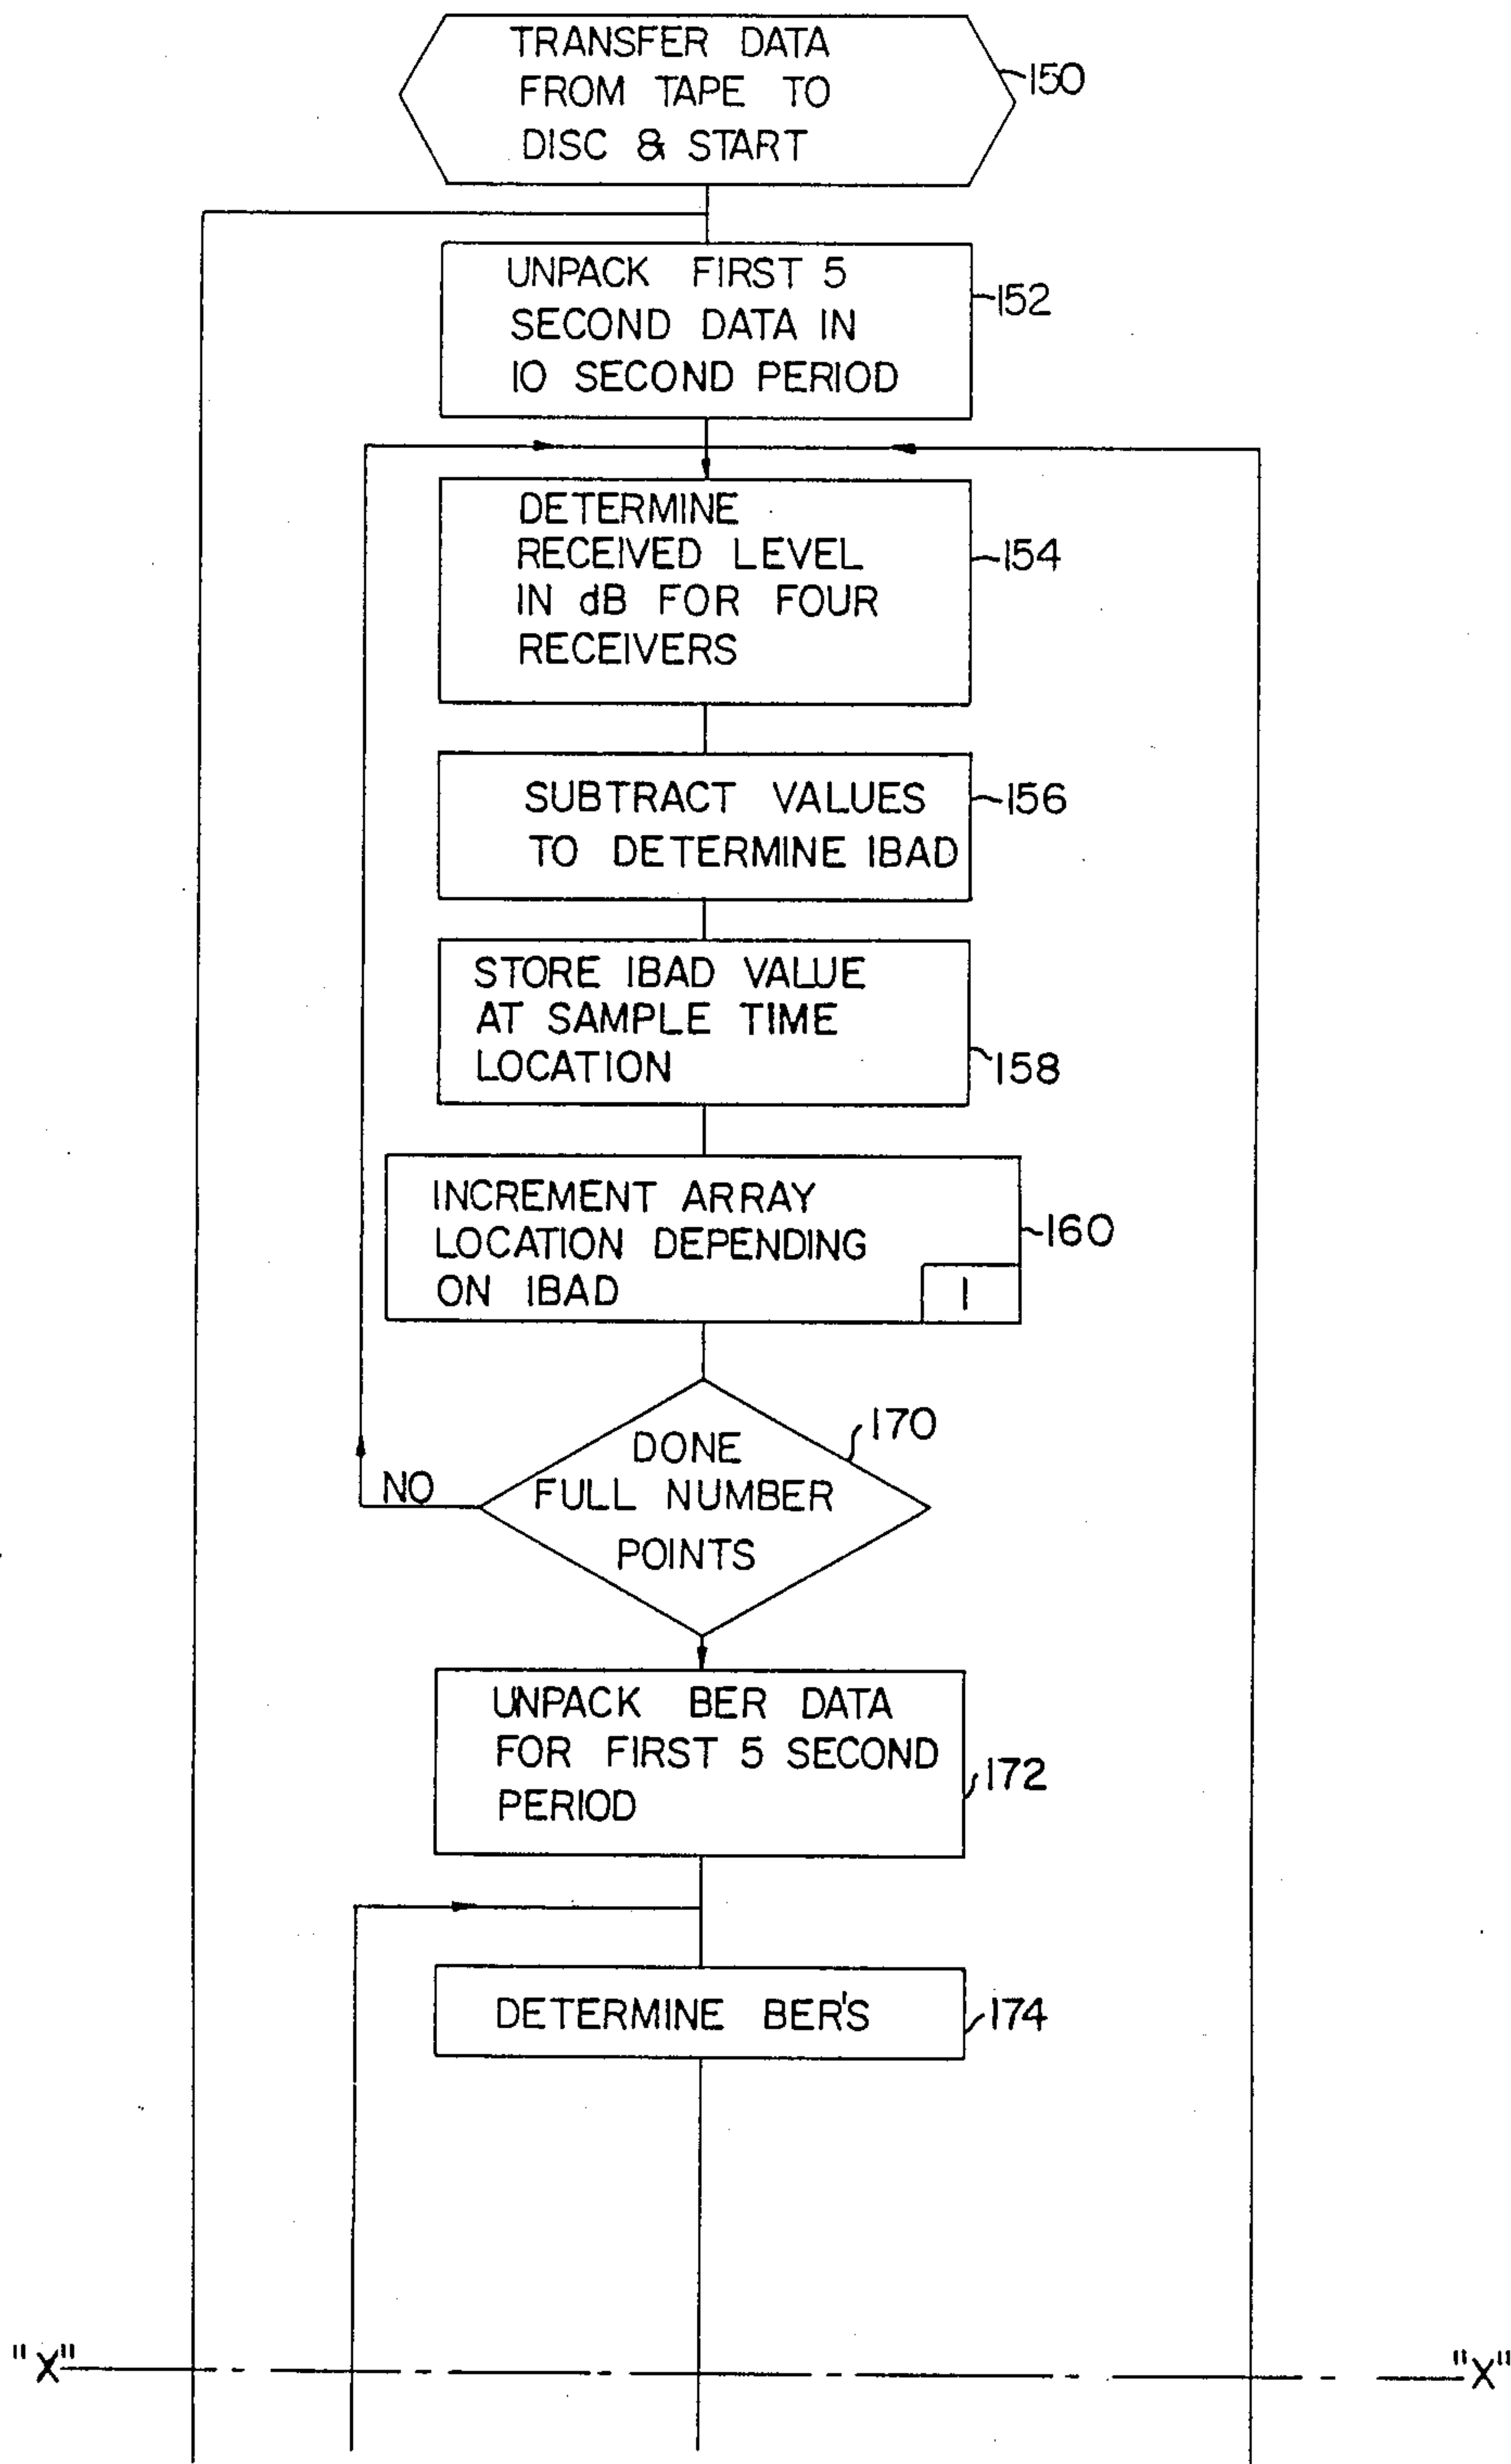 TRANSFER DATA
FROM TAPE TO
DISC & START
150
UNPACK FIRST 5
SECOND DATA IN
10 SECOND PERIOD
152
DETERMINE
RECEIVED LEVEL
IN dB FOR FOUR
RECEIVERS
154
SUBTRACT VALUES
TO DETERMINE IBAD
156
STORE IBAD VALUE
AT SAMPLE TIME
LOCATION
158
INCREMENT ARRAY
LOCATION DEPENDING
ON IBAD
1
160
DONE
FULL NUMBER
POINTS
170
NO
UNPACK BER DATA
FOR FIRST 5 SECOND
PERIOD
172
DETERMINE BER'S
174
"X"
"X"